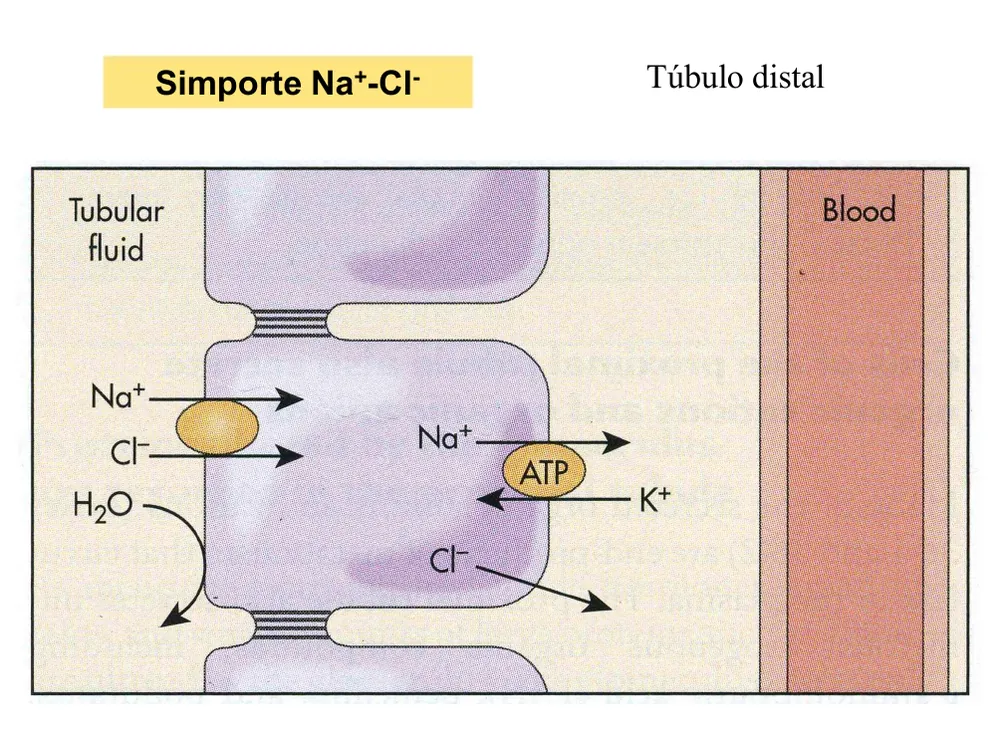 Simporte Na⁺-Cl⁻
Túbulo distal
Tubular
fluid
Blood
Na⁺
Cl⁻
H₂O
Na⁺
ATP
K⁺
Cl⁻